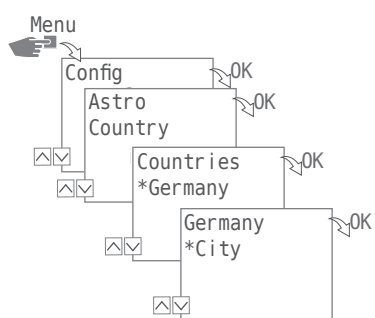 Menu
Config
OK
Astro
Country
OK
Countries
*Germany
OK
Germany
*City
OK